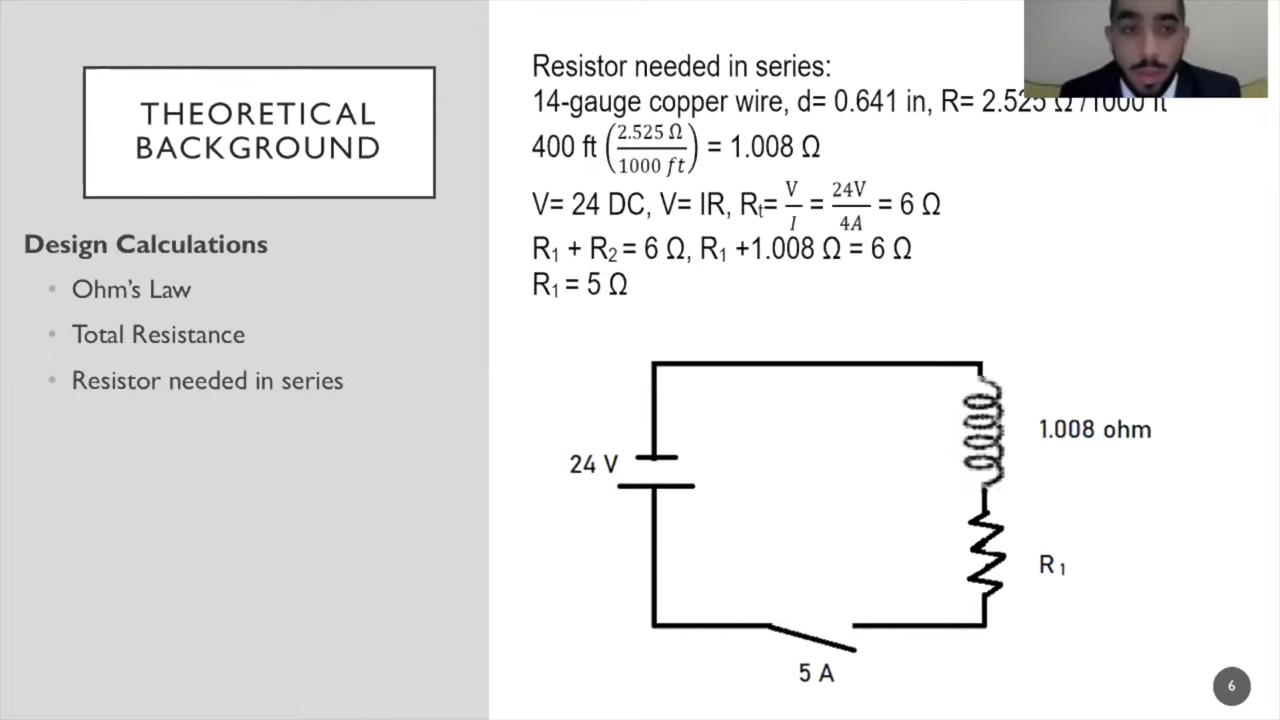 THEORETICAL
BACKGROUND
Design Calculations
• Ohm's Law
• Total Resistance
• Resistor needed in series
Resistor needed in series:
14-gauge copper wire, d= 0.641 in, R= 2.525 Ω /1000 ft
400 ft (2.525 Ω / 1000 ft) = 1.008 Ω
V= 24 DC, V= IR, Rₜ= V/I = 24V/4A = 6 Ω
R₁ + R₂ = 6 Ω, R₁ +1.008 Ω = 6 Ω
R₁ = 5 Ω
24 V
1.008 ohm
R₁
5 A
6